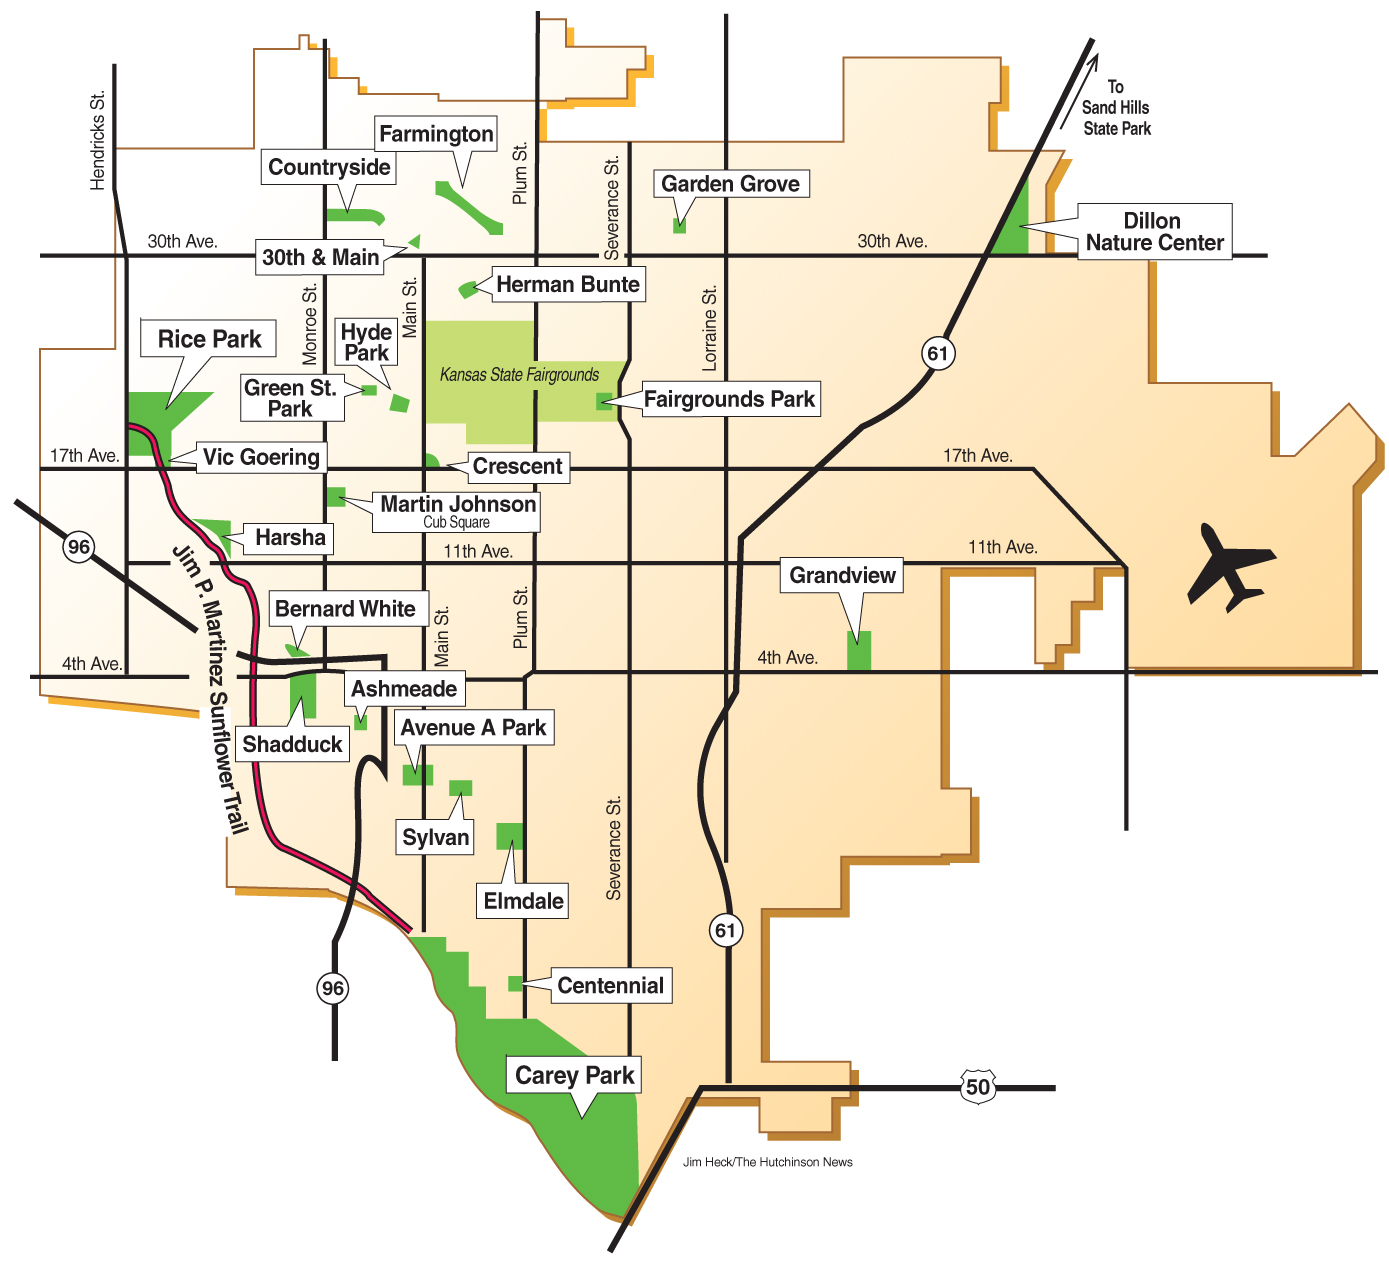 To
Sand Hills
State Park
Hendricks St.
Farmington
Countryside
Plum St.
Severance St.
Garden Grove
Dillon
Nature Center
30th Ave.
30th & Main
30th Ave.
Herman Bunte
Monroe St.
Main St.
Lorraine St.
Rice Park
Hyde
Park
61
Kansas State Fairgrounds
Green St.
Park
Fairgrounds Park
17th Ave.
Vic Goering
Crescent
17th Ave.
Martin Johnson
Cub Square
96
Harsha
11th Ave.
11th Ave.
Jim P. Martinez Sunflower Trail
Grandview
Bernard White
Main St.
Plum St.
4th Ave.
4th Ave.
Ashmeade
Shadduck
Avenue A Park
Sylvan
Severance St.
Elmdale
61
96
Centennial
Carey Park
50
Jim Heck/The Hutchinson News